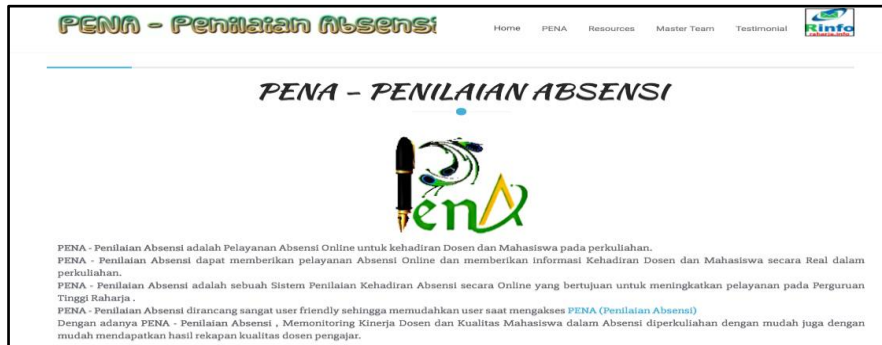 PENA - Penilaian Absensi
Home PENA Resources Master Team Testimonial Rinfo
raharja.info
PENA - PENILAIAN ABSENSI
PenA
PENA - Penilaian Absensi adalah Pelayanan Absensi Online untuk kehadiran Dosen dan Mahasiswa pada perkuliahan.
PENA - Penilaian Absensi dapat memberikan pelayanan Absensi Online dan memberikan informasi Kehadiran Dosen dan Mahasiswa secara Real dalam
perkuliahan.
PENA - Penilaian Absensi adalah sebuah Sistem Penilaian Kehadiran Absensi secara Online yang bertujuan untuk meningkatkan pelayanan pada Perguruan
Tinggi Raharja .
PENA - Penilaian Absensi dirancang sangat user friendly sehingga memudahkan user saat mengakses PENA (Penilaian Absensi)
Dengan adanya PENA - Penilaian Absensi , Memonitoring Kinerja Dosen dan Kualitas Mahasiswa dalam Absensi diperkuliahan dengan mudah juga dengan
mudah mendapatkan hasil rekapan kualitas dosen pengajar.